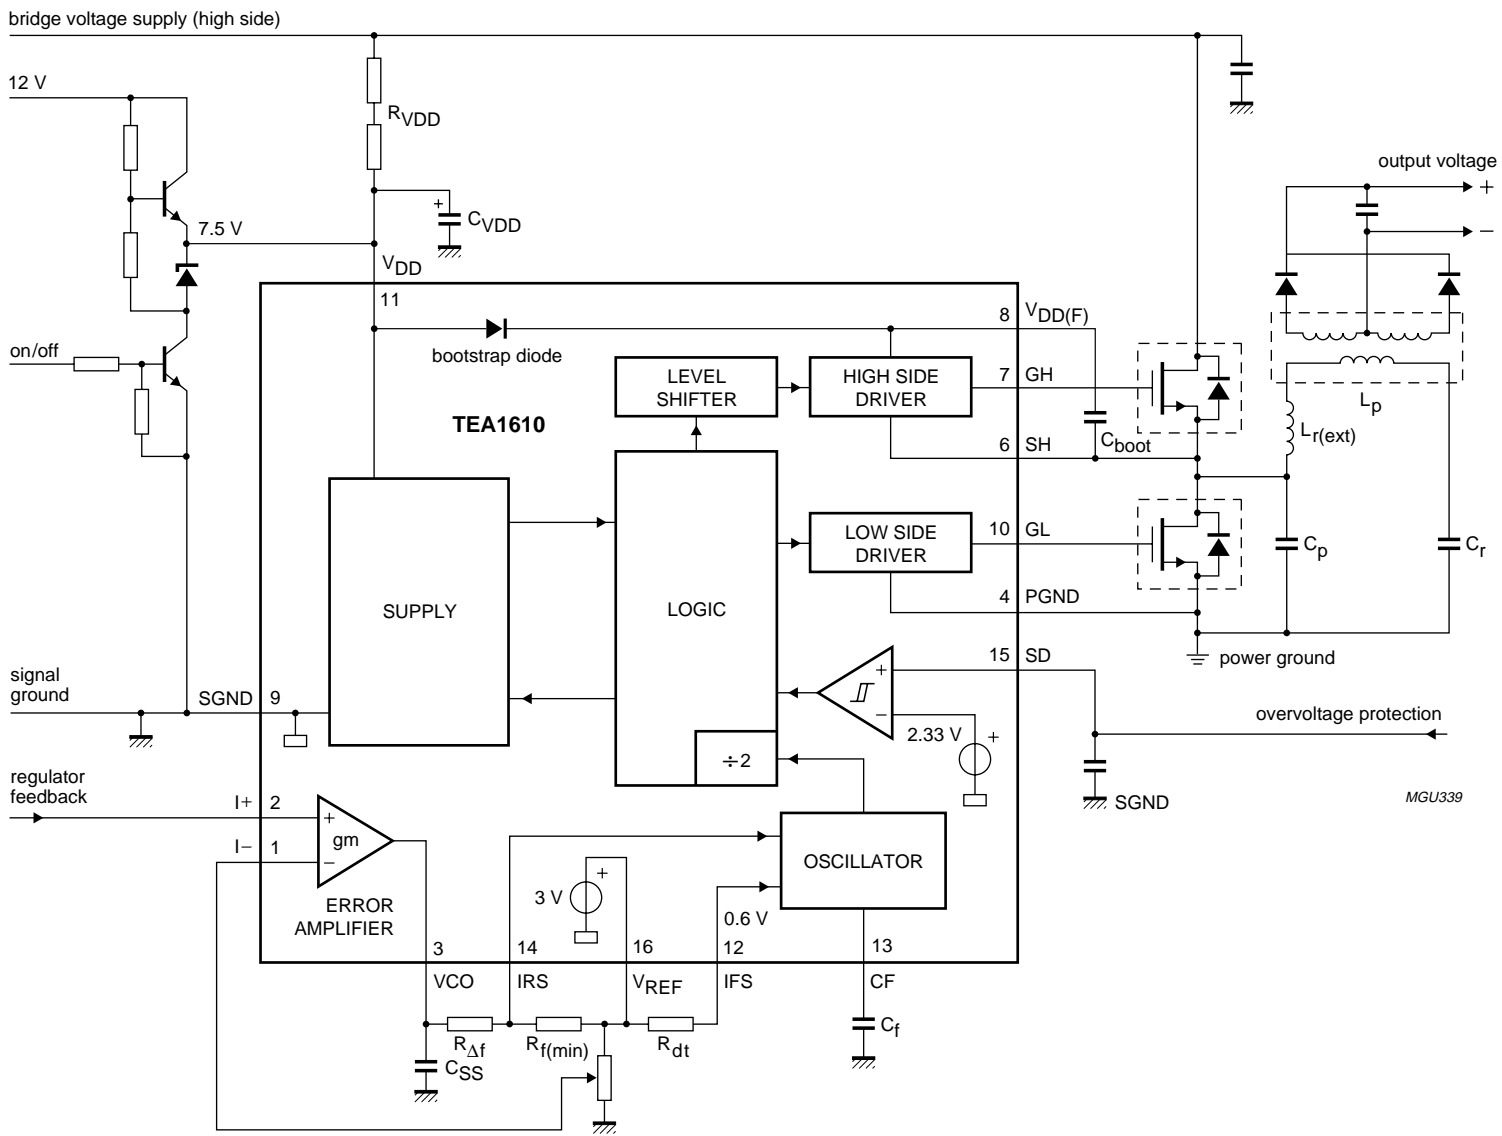 bridge voltage supply (high side)
12 V
RVDD
output voltage
+
−
+
CVDD
7.5 V
VDD
11
8
VDD(F)
on/off
bootstrap diode
LEVEL
SHIFTER
HIGH SIDE
DRIVER
7
GH
TEA1610
Cboot
Lp
Lr(ext)
6
SH
LOW SIDE
DRIVER
10
GL
Cp
Cr
SUPPLY
LOGIC
4
PGND
15
SD
power ground
signal
ground
SGND
9
+
−
2.33 V
+
overvoltage protection
÷2
regulator
feedback
I+
2
I−
1
+
gm
−
SGND
MGU339
OSCILLATOR
3 V
+
0.6 V
ERROR
AMPLIFIER
3
14
16
12
13
VCO
IRS
VREF
IFS
CF
RΔf
Rf(min)
Rdt
Cf
CSS